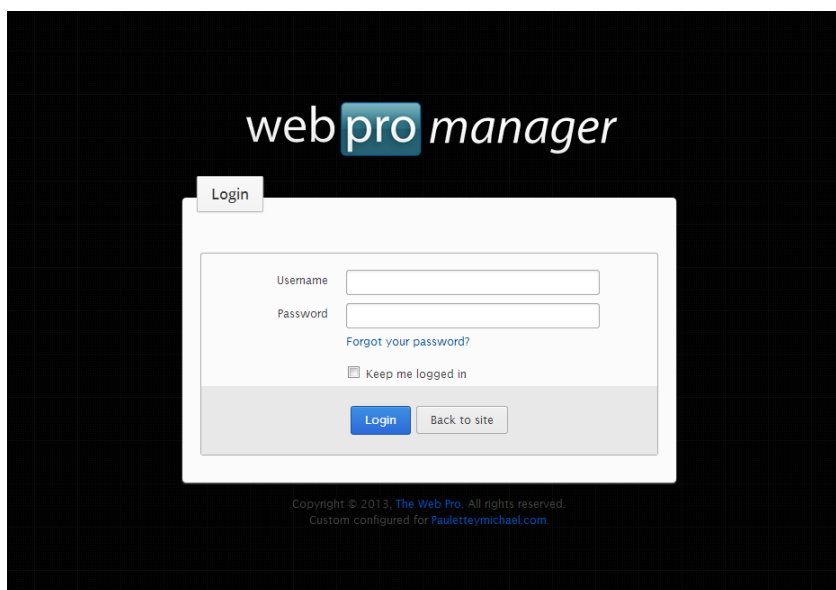 web pro manager
Login
Username
Password
Forgot your password?
Keep me logged in
Login Back to site
Copyright © 2013, The Web Pro. All rights reserved.
Custom configured for Pauletteymichael.com.